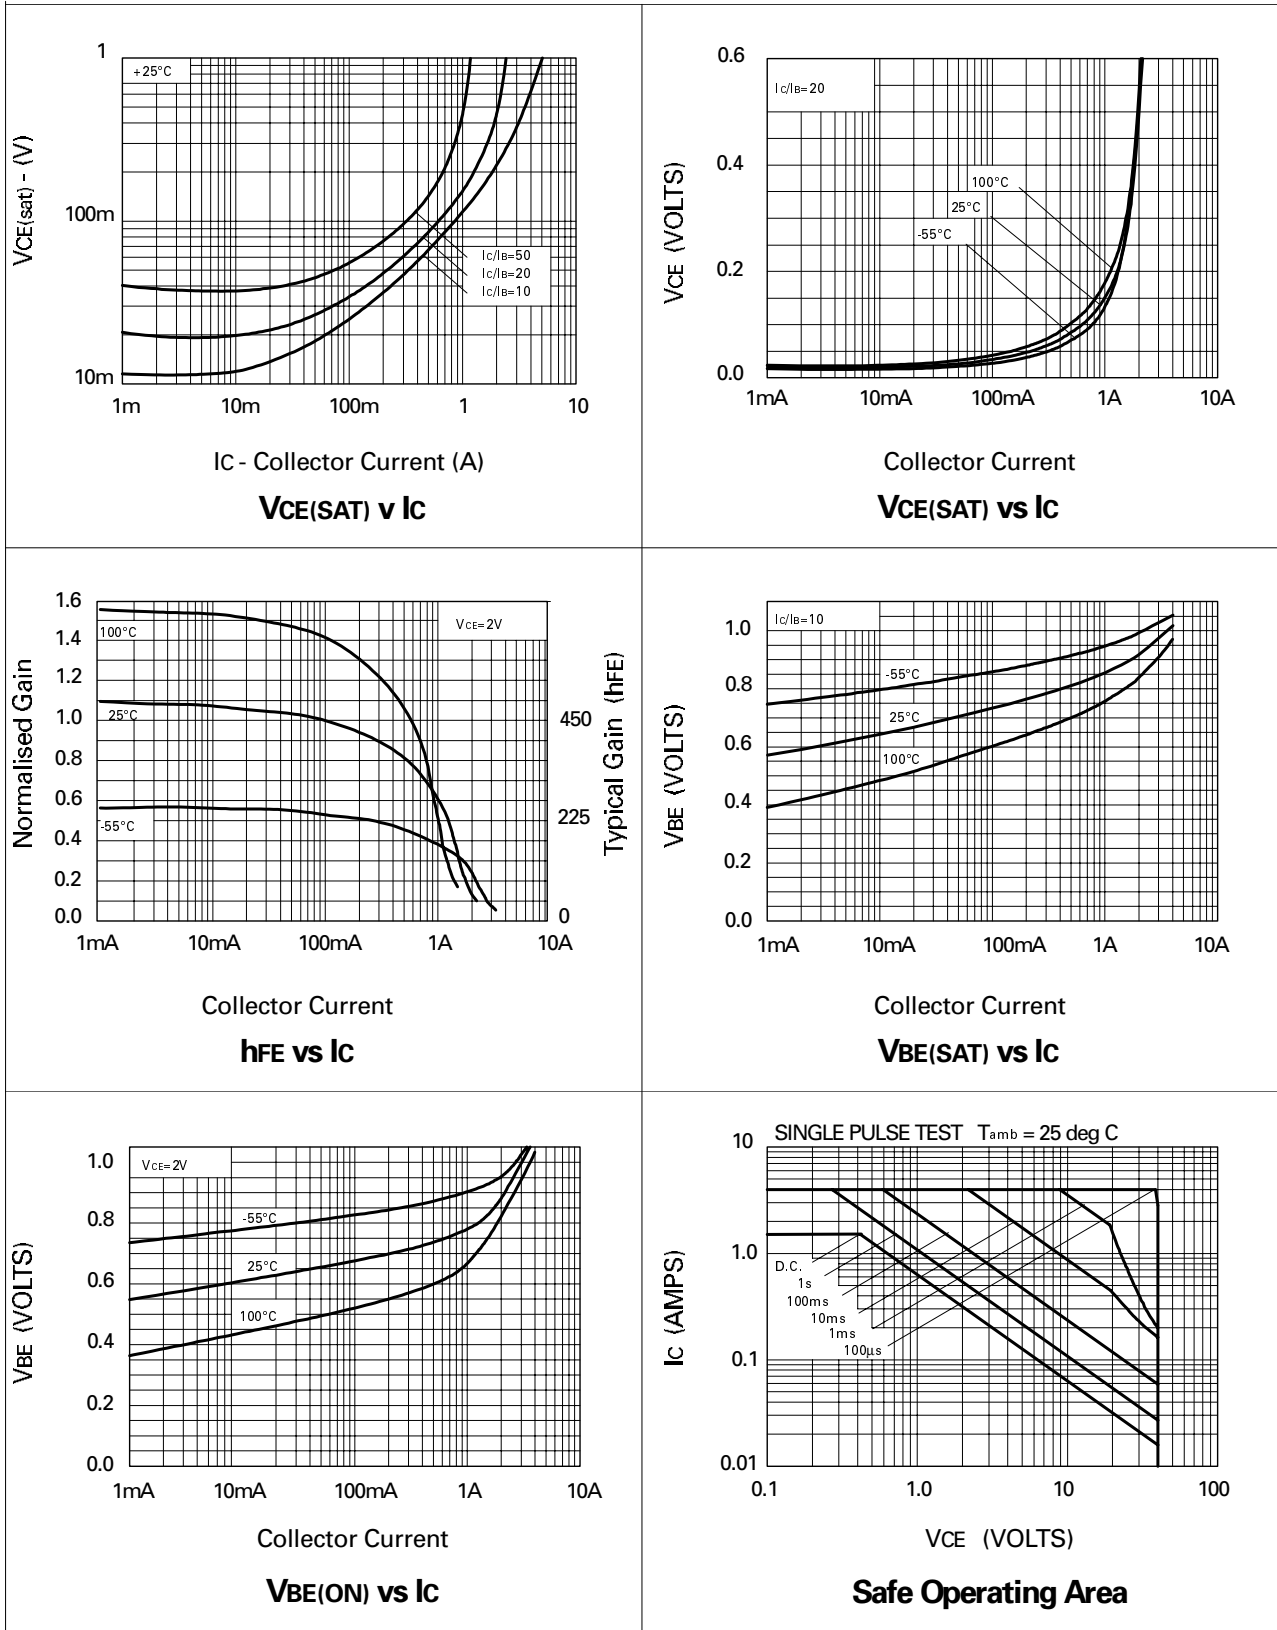 1
+25°C
100m
10m
VCE(sat) - (V)
IC/IB=50
IC/IB=20
IC/IB=10
1m 10m 100m 1 10
IC - Collector Current (A)
VCE(SAT) v IC
0.6
IC/IB=20
0.4
0.2
0.0
VCE (VOLTS)
100°C
25°C
-55°C
1mA 10mA 100mA 1A 10A
Collector Current
VCE(SAT) vs IC
1.6
1.4
1.2
1.0
0.8
0.6
0.4
0.2
0.0
Normalised Gain
100°C
25°C
-55°C
VCE=2V
450
225
0
Typical Gain (hFE)
1mA 10mA 100mA 1A 10A
Collector Current
hFE vs IC
1.0
0.8
0.6
0.4
0.2
0.0
VBE (VOLTS)
IC/IB=10
-55°C
25°C
100°C
1mA 10mA 100mA 1A 10A
Collector Current
VBE(SAT) vs IC
1.0
0.8
0.6
0.4
0.2
0.0
VBE (VOLTS)
VCE=2V
-55°C
25°C
100°C
1mA 10mA 100mA 1A 10A
Collector Current
VBE(ON) vs IC
SINGLE PULSE TEST Tamb = 25 deg C
10
1.0
0.1
0.01
IC (AMPS)
D.C.
1s
100ms
10ms
1ms
100µs
0.1 1.0 10 100
VCE (VOLTS)
Safe Operating Area